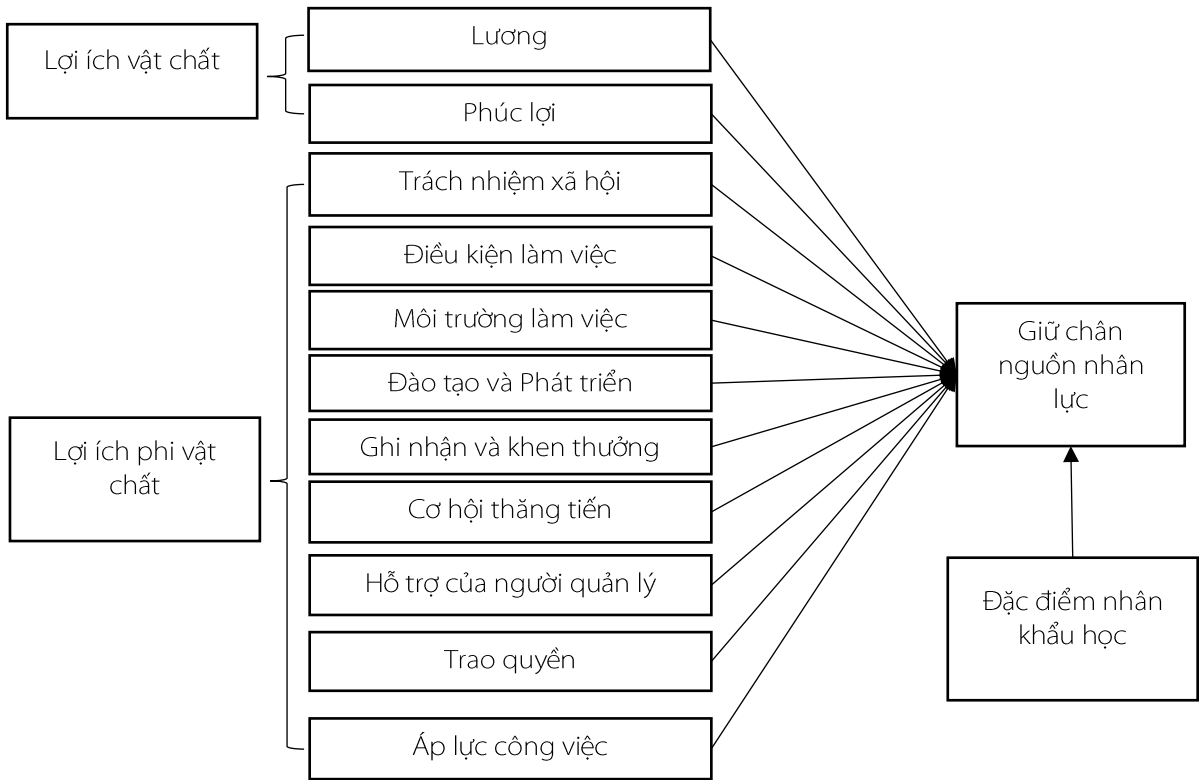 Lợi ích vật chất
Lương
Phúc lợi
Trách nhiệm xã hội
Điều kiện làm việc
Môi trường làm việc
Đào tạo và Phát triển
Ghi nhận và khen thưởng
Cơ hội thăng tiến
Hỗ trợ của người quản lý
Trao quyền
Áp lực công việc
Lợi ích phi vật
chất
Giữ chân
nguồn nhân
lực
Đặc điểm nhân
khẩu học